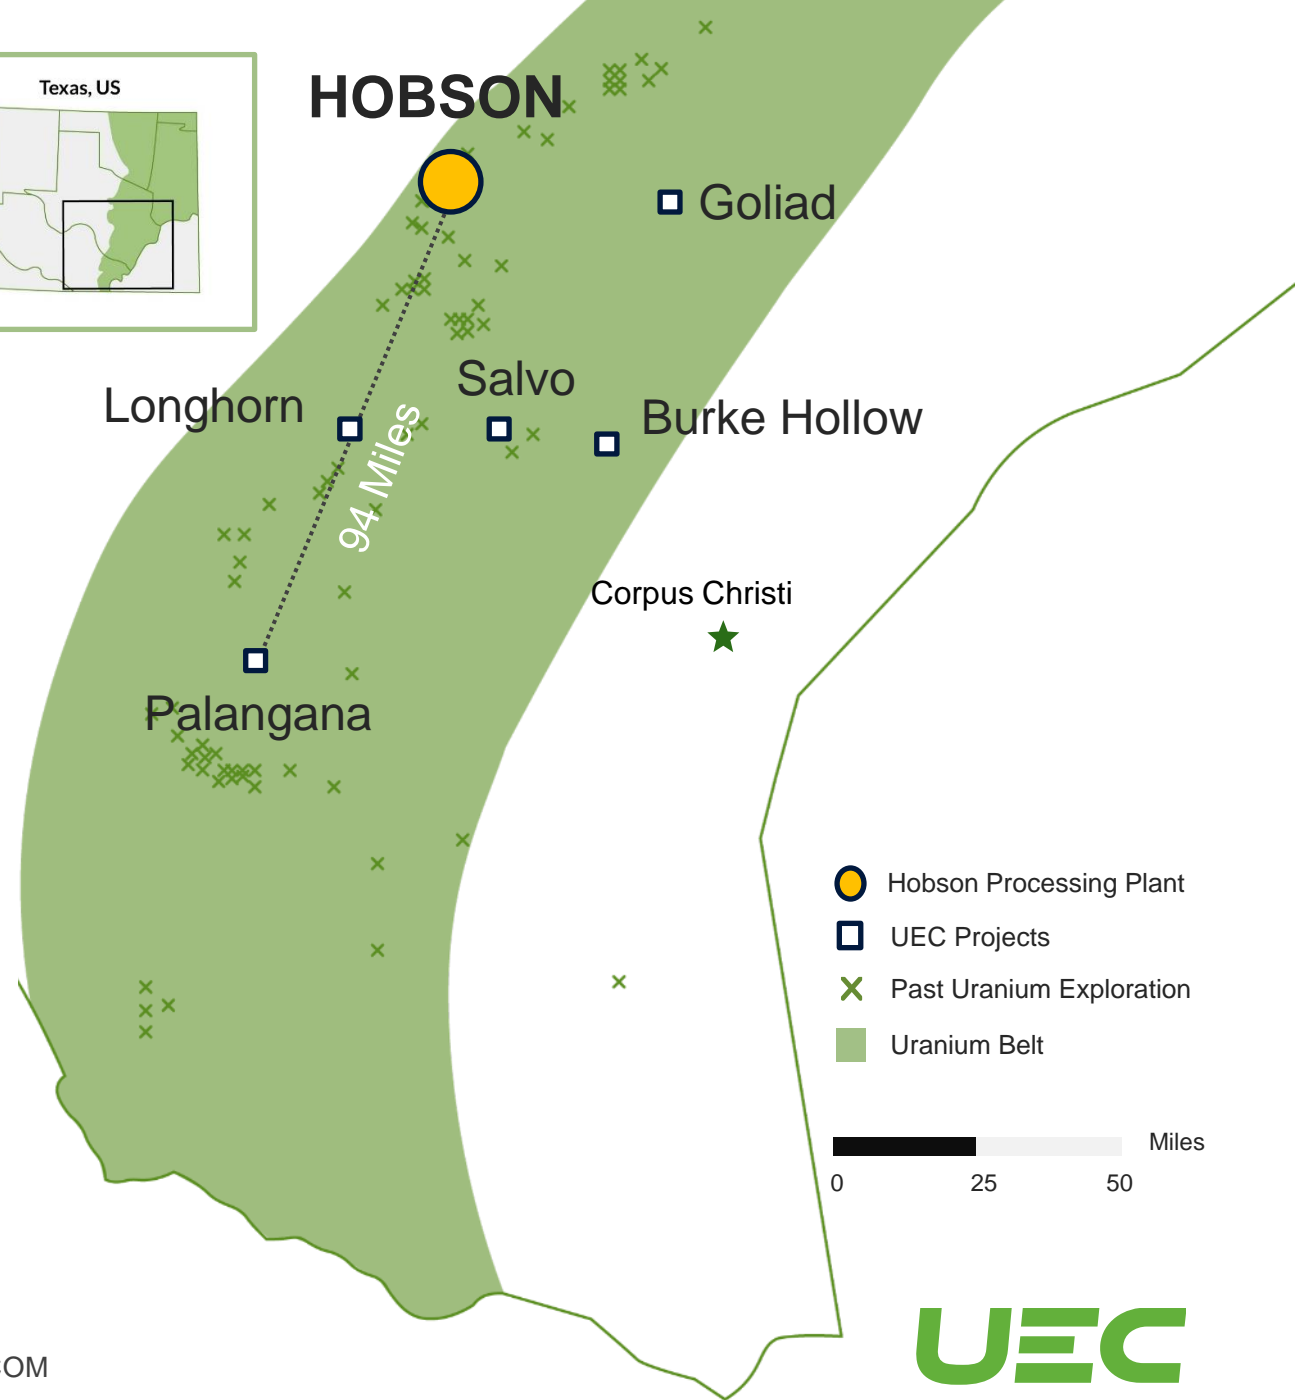 Texas, US
HOBSON
Goliad
Salvo
Longhorn
Burke Hollow
94 Miles
Corpus Christi
Palangana
Hobson Processing Plant
UEC Projects
Past Uranium Exploration
Uranium Belt
Miles
0 25 50
UEC